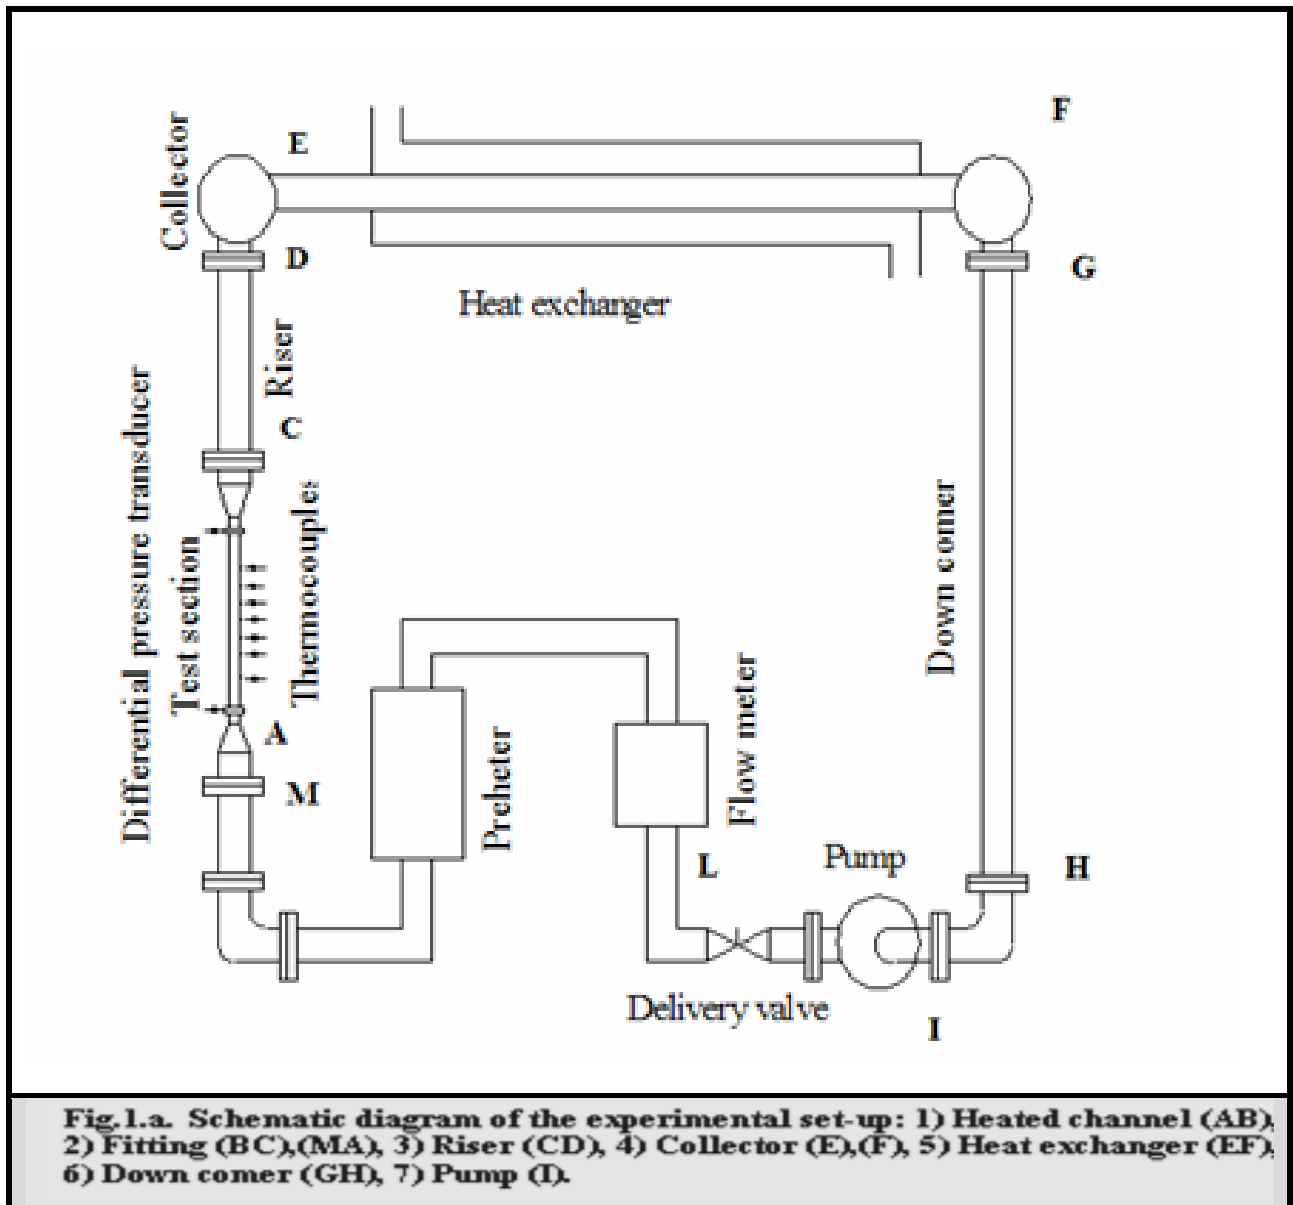 F
E
Collector
D
G
Heat exchanger
Riser
C
Differential pressure transducer
Test section
Thermocouples
Down comer
A
M
Preheter
Flow meter
L
Pump
H
Delivery valve
I
Fig.1.a. Schematic diagram of the experimental set-up: 1) Heated channel (AB),
2) Fitting (BC),(MA), 3) Riser (CD), 4) Collector (E),(F), 5) Heat exchanger (EF),
6) Down comer (GH), 7) Pump (I).